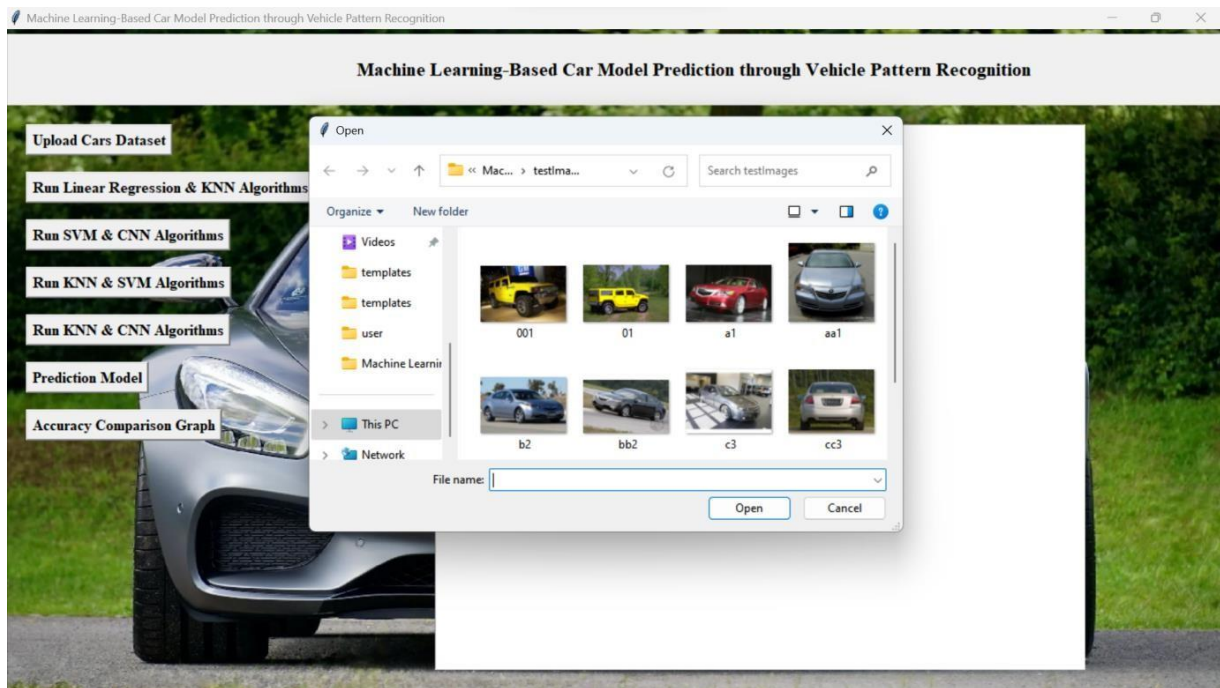 Machine Learning-Based Car Model Prediction through Vehicle Pattern Recognition
Machine Learning-Based Car Model Prediction through Vehicle Pattern Recognition
Upload Cars Dataset
Run Linear Regression & KNN Algorithms
Run SVM & CNN Algorithms
Run KNN & SVM Algorithms
Run KNN & CNN Algorithms
Prediction Model
Accuracy Comparison Graph
Open
« Mac... › testIma...
Search testImages
Organize
New folder
Videos
templates
templates
user
Machine Learnin
This PC
Network
001
01
a1
aa1
b2
bb2
c3
cc3
File name:
Open
Cancel